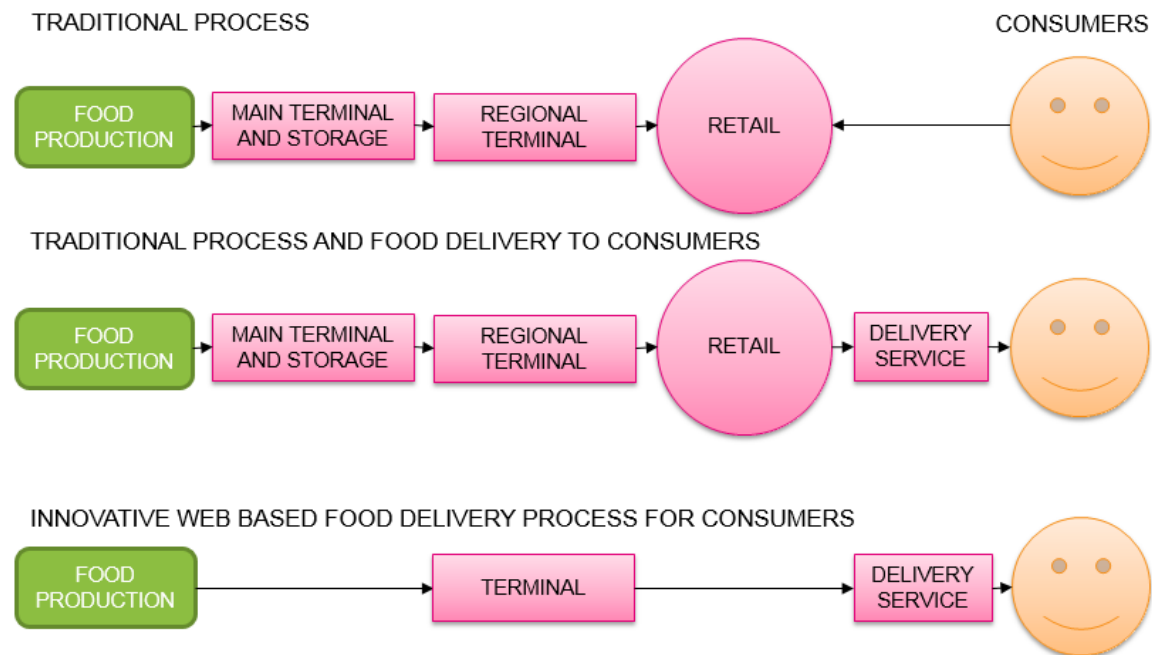 TRADITIONAL PROCESS
CONSUMERS
FOOD
PRODUCTION
MAIN TERMINAL
AND STORAGE
REGIONAL
TERMINAL
RETAIL
TRADITIONAL PROCESS AND FOOD DELIVERY TO CONSUMERS
FOOD
PRODUCTION
MAIN TERMINAL
AND STORAGE
REGIONAL
TERMINAL
RETAIL
DELIVERY
SERVICE
INNOVATIVE WEB BASED FOOD DELIVERY PROCESS FOR CONSUMERS
FOOD
PRODUCTION
TERMINAL
DELIVERY
SERVICE